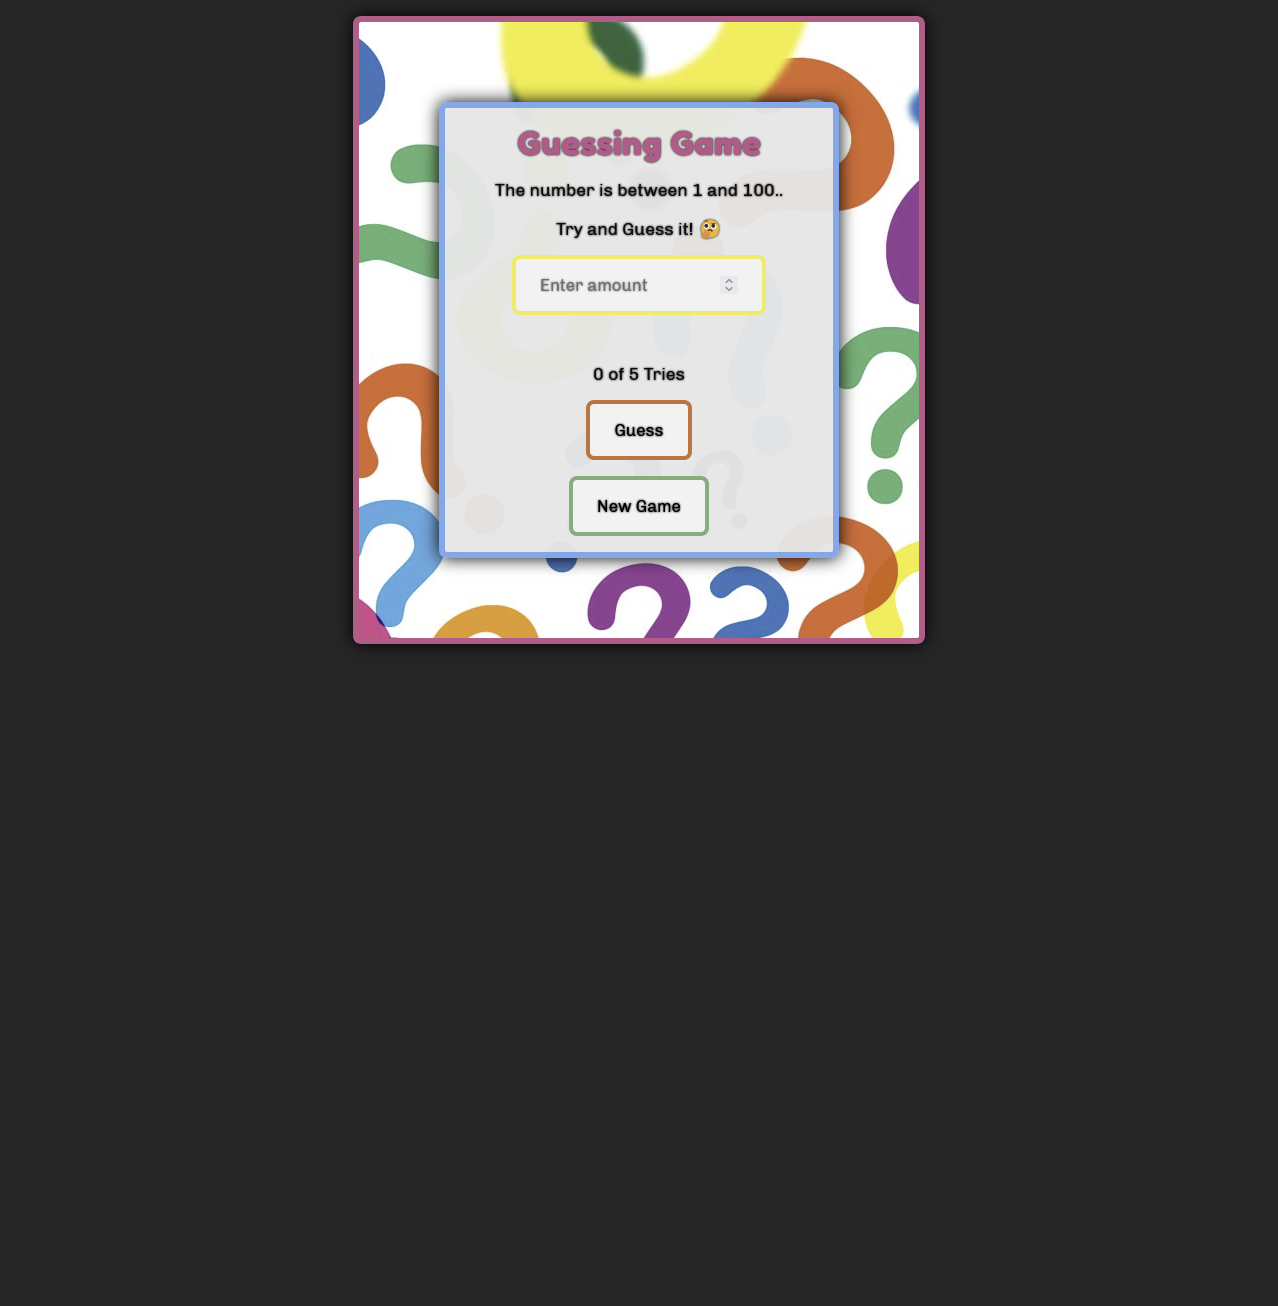 Guessing Game
The number is between 1 and 100..
Try and Guess it! 🤔
Enter amount
0 of 5 Tries
Guess
New Game